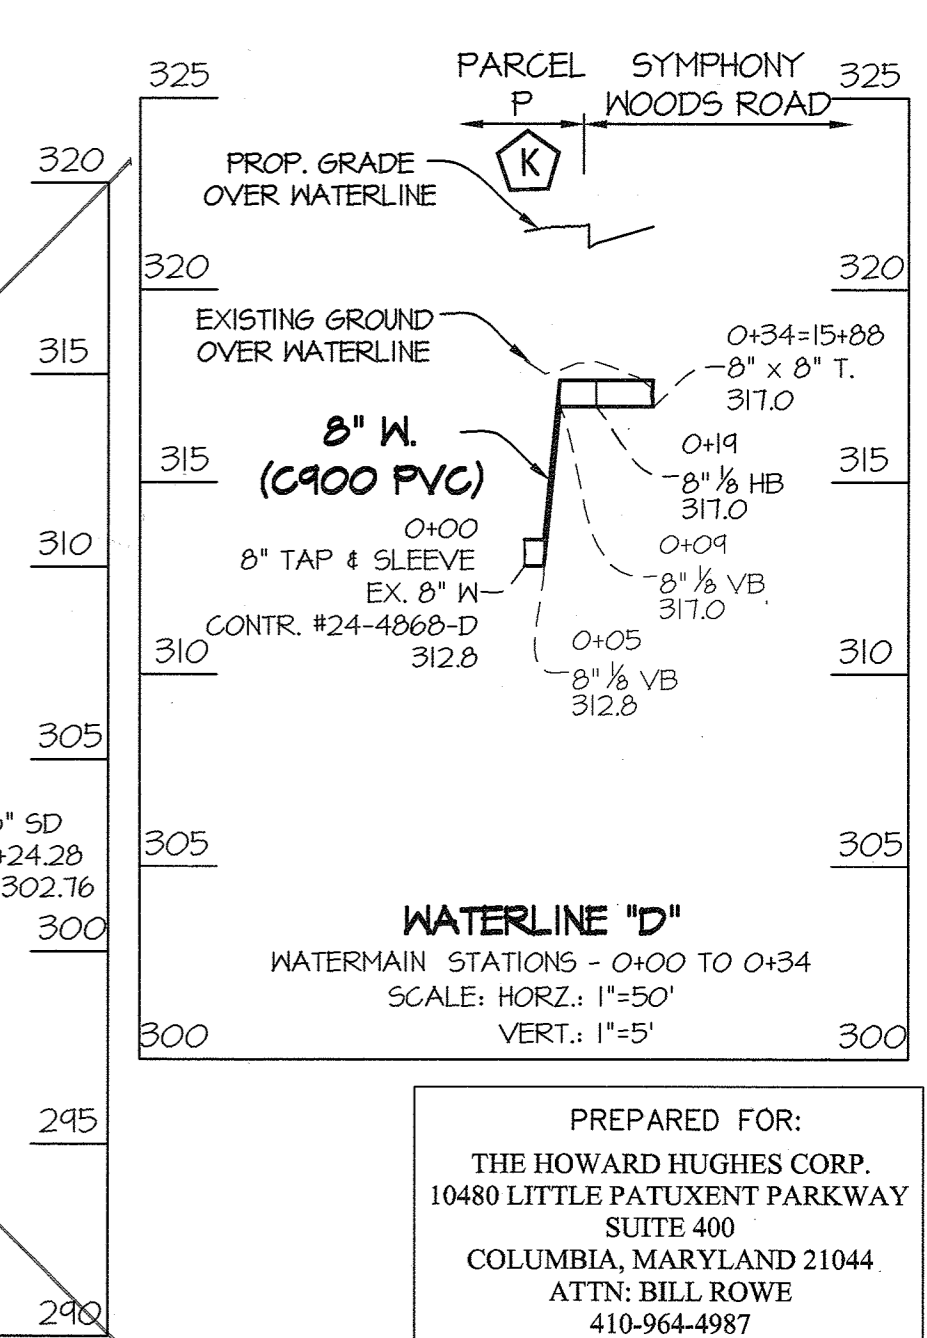 320
315
310
305
" SD
+24.28
302.76
300
295
290
325
320
315
310
305
300
PARCEL
P
SYMPHONY
WOODS ROAD
325
K
PROP. GRADE
OVER WATERLINE
320
EXISTING GROUND
OVER WATERLINE
0+34=15+88
8" x 8" T.
317.0
8" W.
(C900 PVC)
0+19
8" 1/8 HB
317.0
315
0+00
8" TAP & SLEEVE
EX. 8" W
CONTR. #24-4868-D
312.8
0+09
8" 1/8 VB
317.0
0+05
8" 1/8 VB
312.8
310
305
WATERLINE "D"
WATERMAIN STATIONS - 0+00 TO 0+34
SCALE: HORZ.: 1"=50'
VERT.: 1"=5'
300
PREPARED FOR:
THE HOWARD HUGHES CORP.
10480 LITTLE PATUXENT PARKWAY
SUITE 400
COLUMBIA, MARYLAND 21044
ATTN: BILL ROWE
410-964-4987